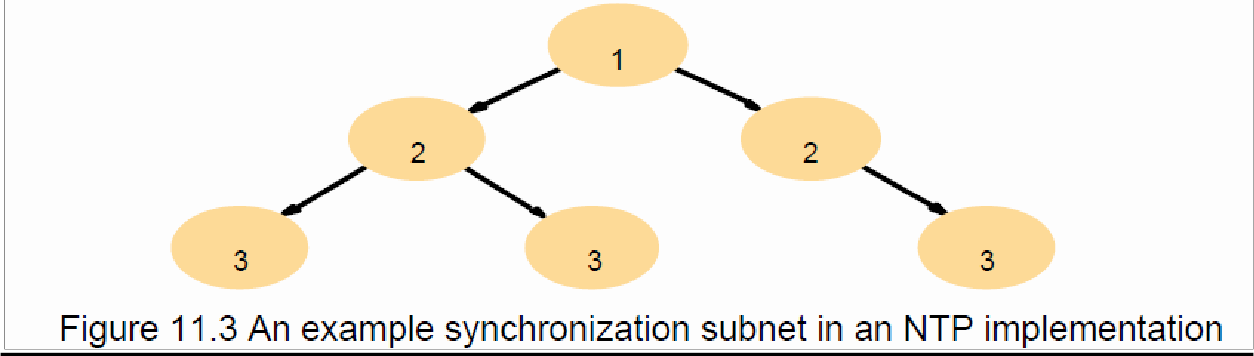 1
2 2
3 3 3
Figure 11.3 An example synchronization subnet in an NTP implementation